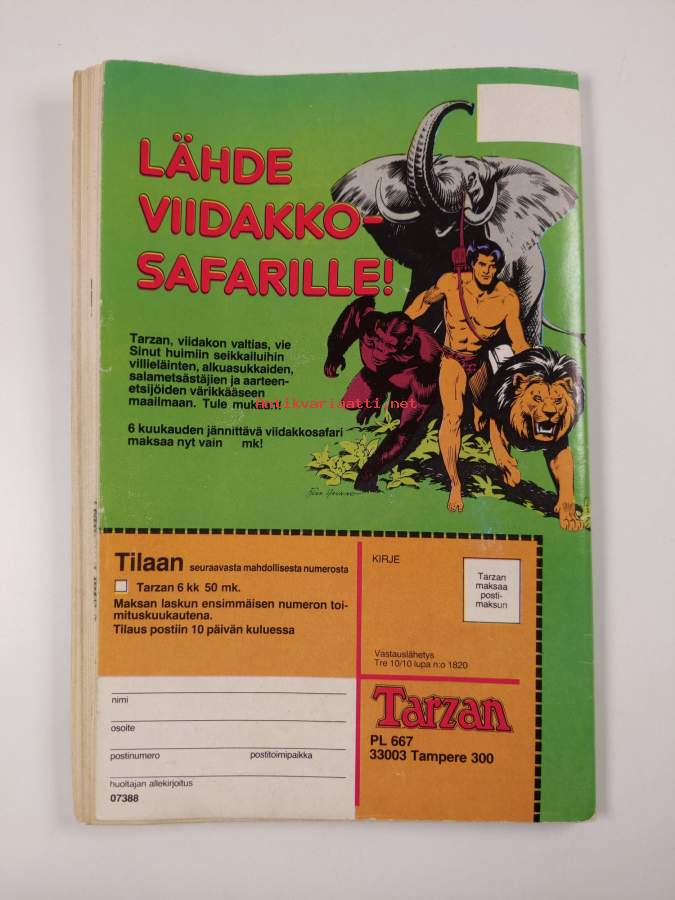 LÄHDE
VIIDAKKO-
SAFARILLE!
Tarzan, viidakon valtias, vie
Sinut huimiin seikkailuihin
villieläinten, alkuasukkaiden,
salametsästäjien ja aarteen-
etsijöiden värikkääseen
maailmaan. Tule mukaan!
antikvariaatti.net
6 kuukauden jännittävä viidakkosafari
maksaa nyt vain mk!
Tilaan seuraavasta mahdollisesta numerosta
Tarzan 6 kk 50 mk.
Maksan laskun ensimmäisen numeron toi-
mituskuukautena.
Tilaus postiin 10 päivän kuluessa
KIRJE
Tarzan
maksaa
posti-
maksun
Vastauslähetys
Tre 10/10 lupa n:o 1820
nimi
osoite
postinumero postitoimipaikka
huoltajan allekirjoitus
07388
Tarzan
PL 667
33003 Tampere 300